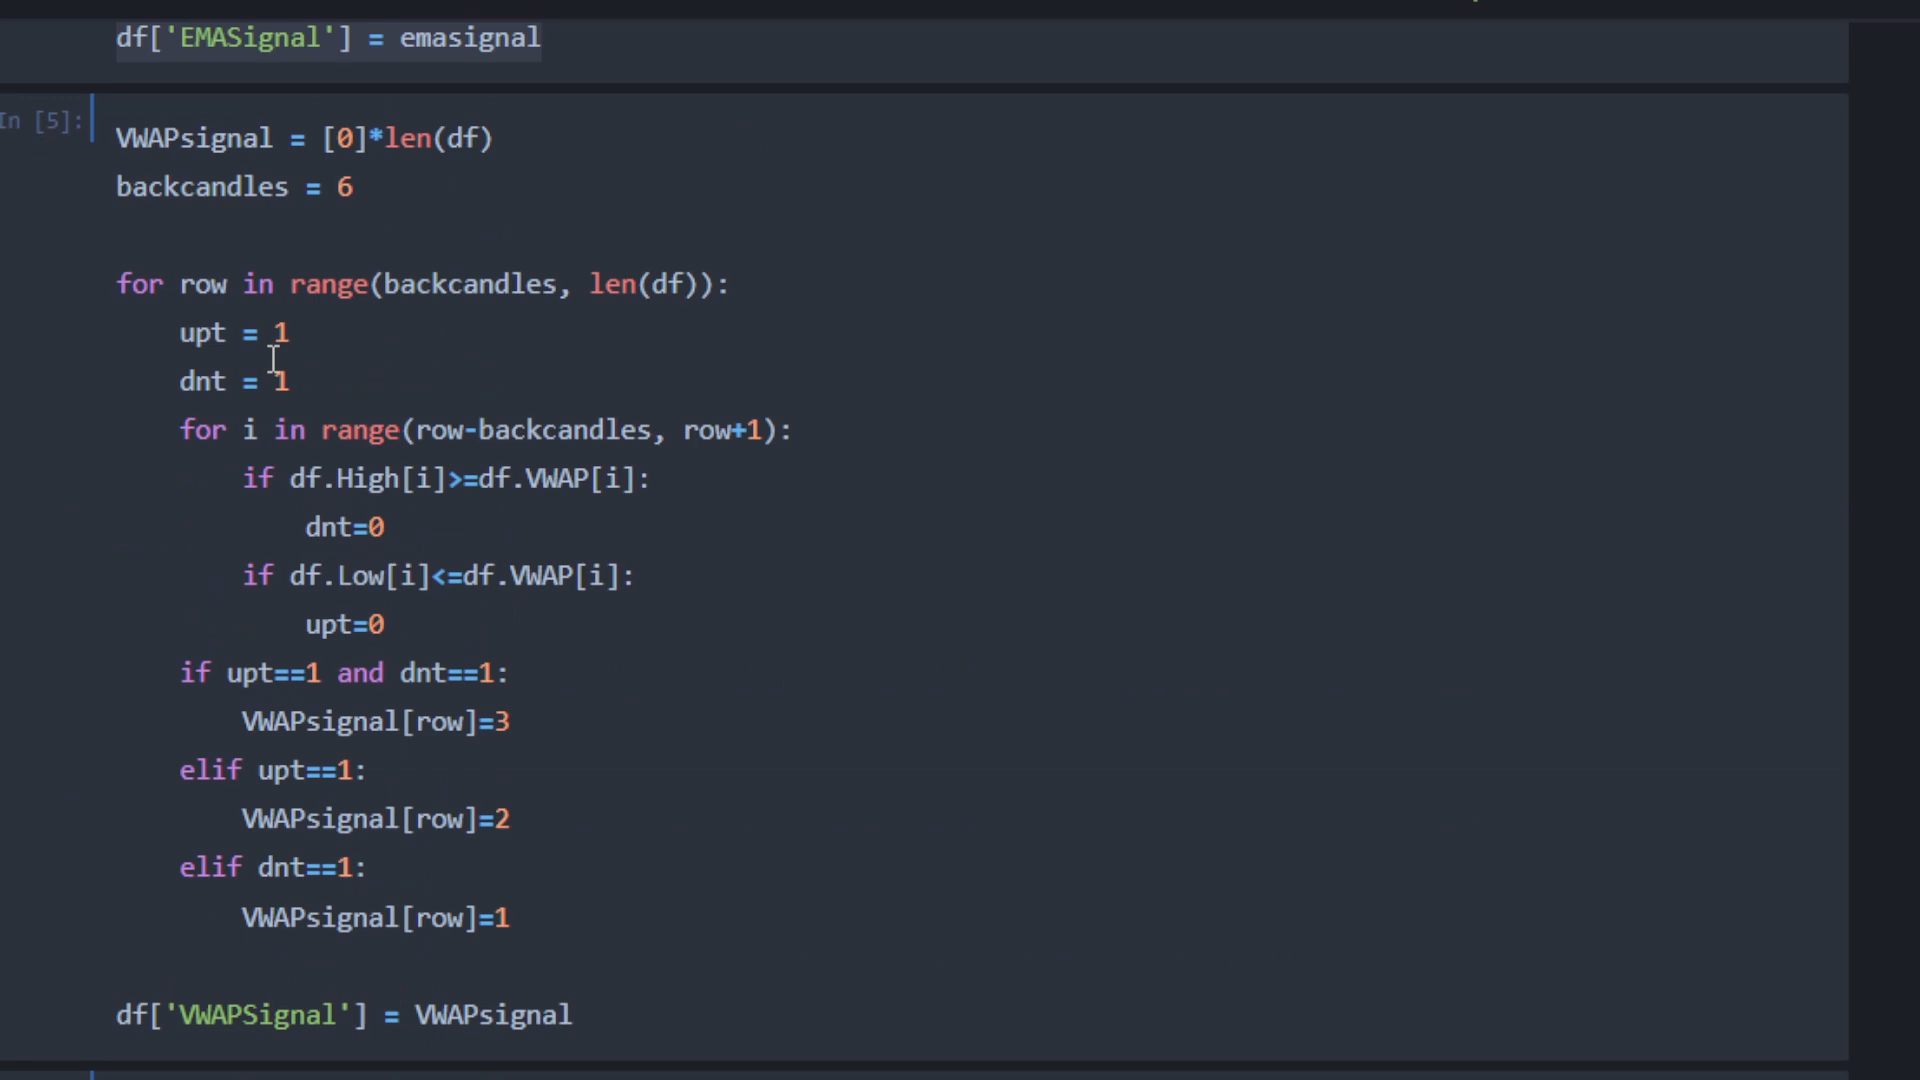 df['EMASignal'] = emasignal
In [5]:
VWAPsignal = [0]*len(df)
backcandles = 6
for row in range(backcandles, len(df)):
    upt = 1
    dnt = 1
    for i in range(row-backcandles, row+1):
        if df.High[i]>=df.VWAP[i]:
            dnt=0
        if df.Low[i]<=df.VWAP[i]:
            upt=0
    if upt==1 and dnt==1:
        VWAPsignal[row]=3
    elif upt==1:
        VWAPsignal[row]=2
    elif dnt==1:
        VWAPsignal[row]=1
df['VWAPSignal'] = VWAPsignal